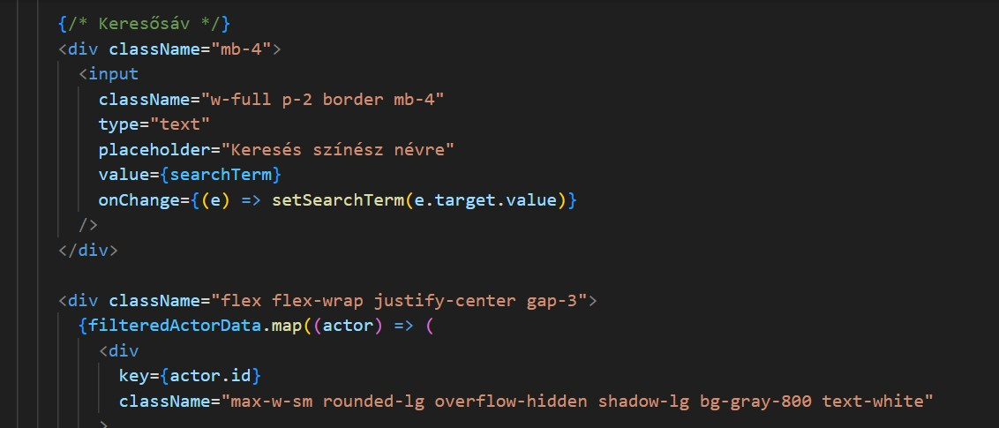 {/* Keresősáv */}
<div className="mb-4">
<input
className="w-full p-2 border mb-4"
type="text"
placeholder="Keresés színész névre"
value={searchTerm}
onChange={(e) => setSearchTerm(e.target.value)}
/>
</div>
<div className="flex flex-wrap justify-center gap-3">
{filteredActorData.map((actor) => (
<div
key={actor.id}
className="max-w-sm rounded-lg overflow-hidden shadow-lg bg-gray-800 text-white"
>